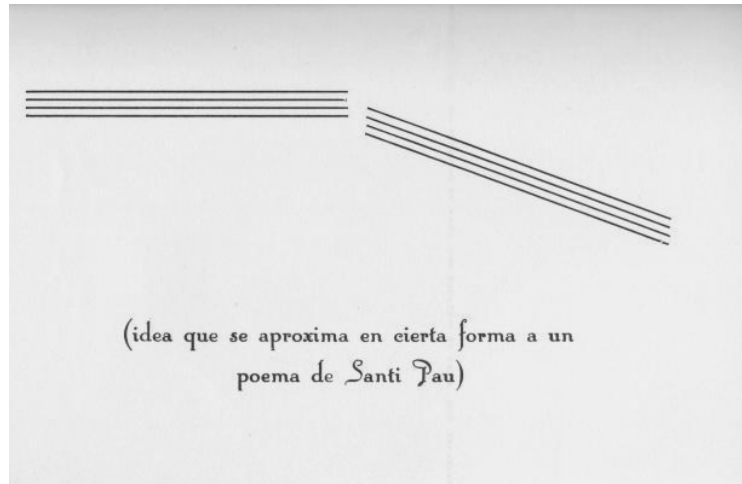 (idea que se aproxima en cierta forma a un
poema de Santi Pau)